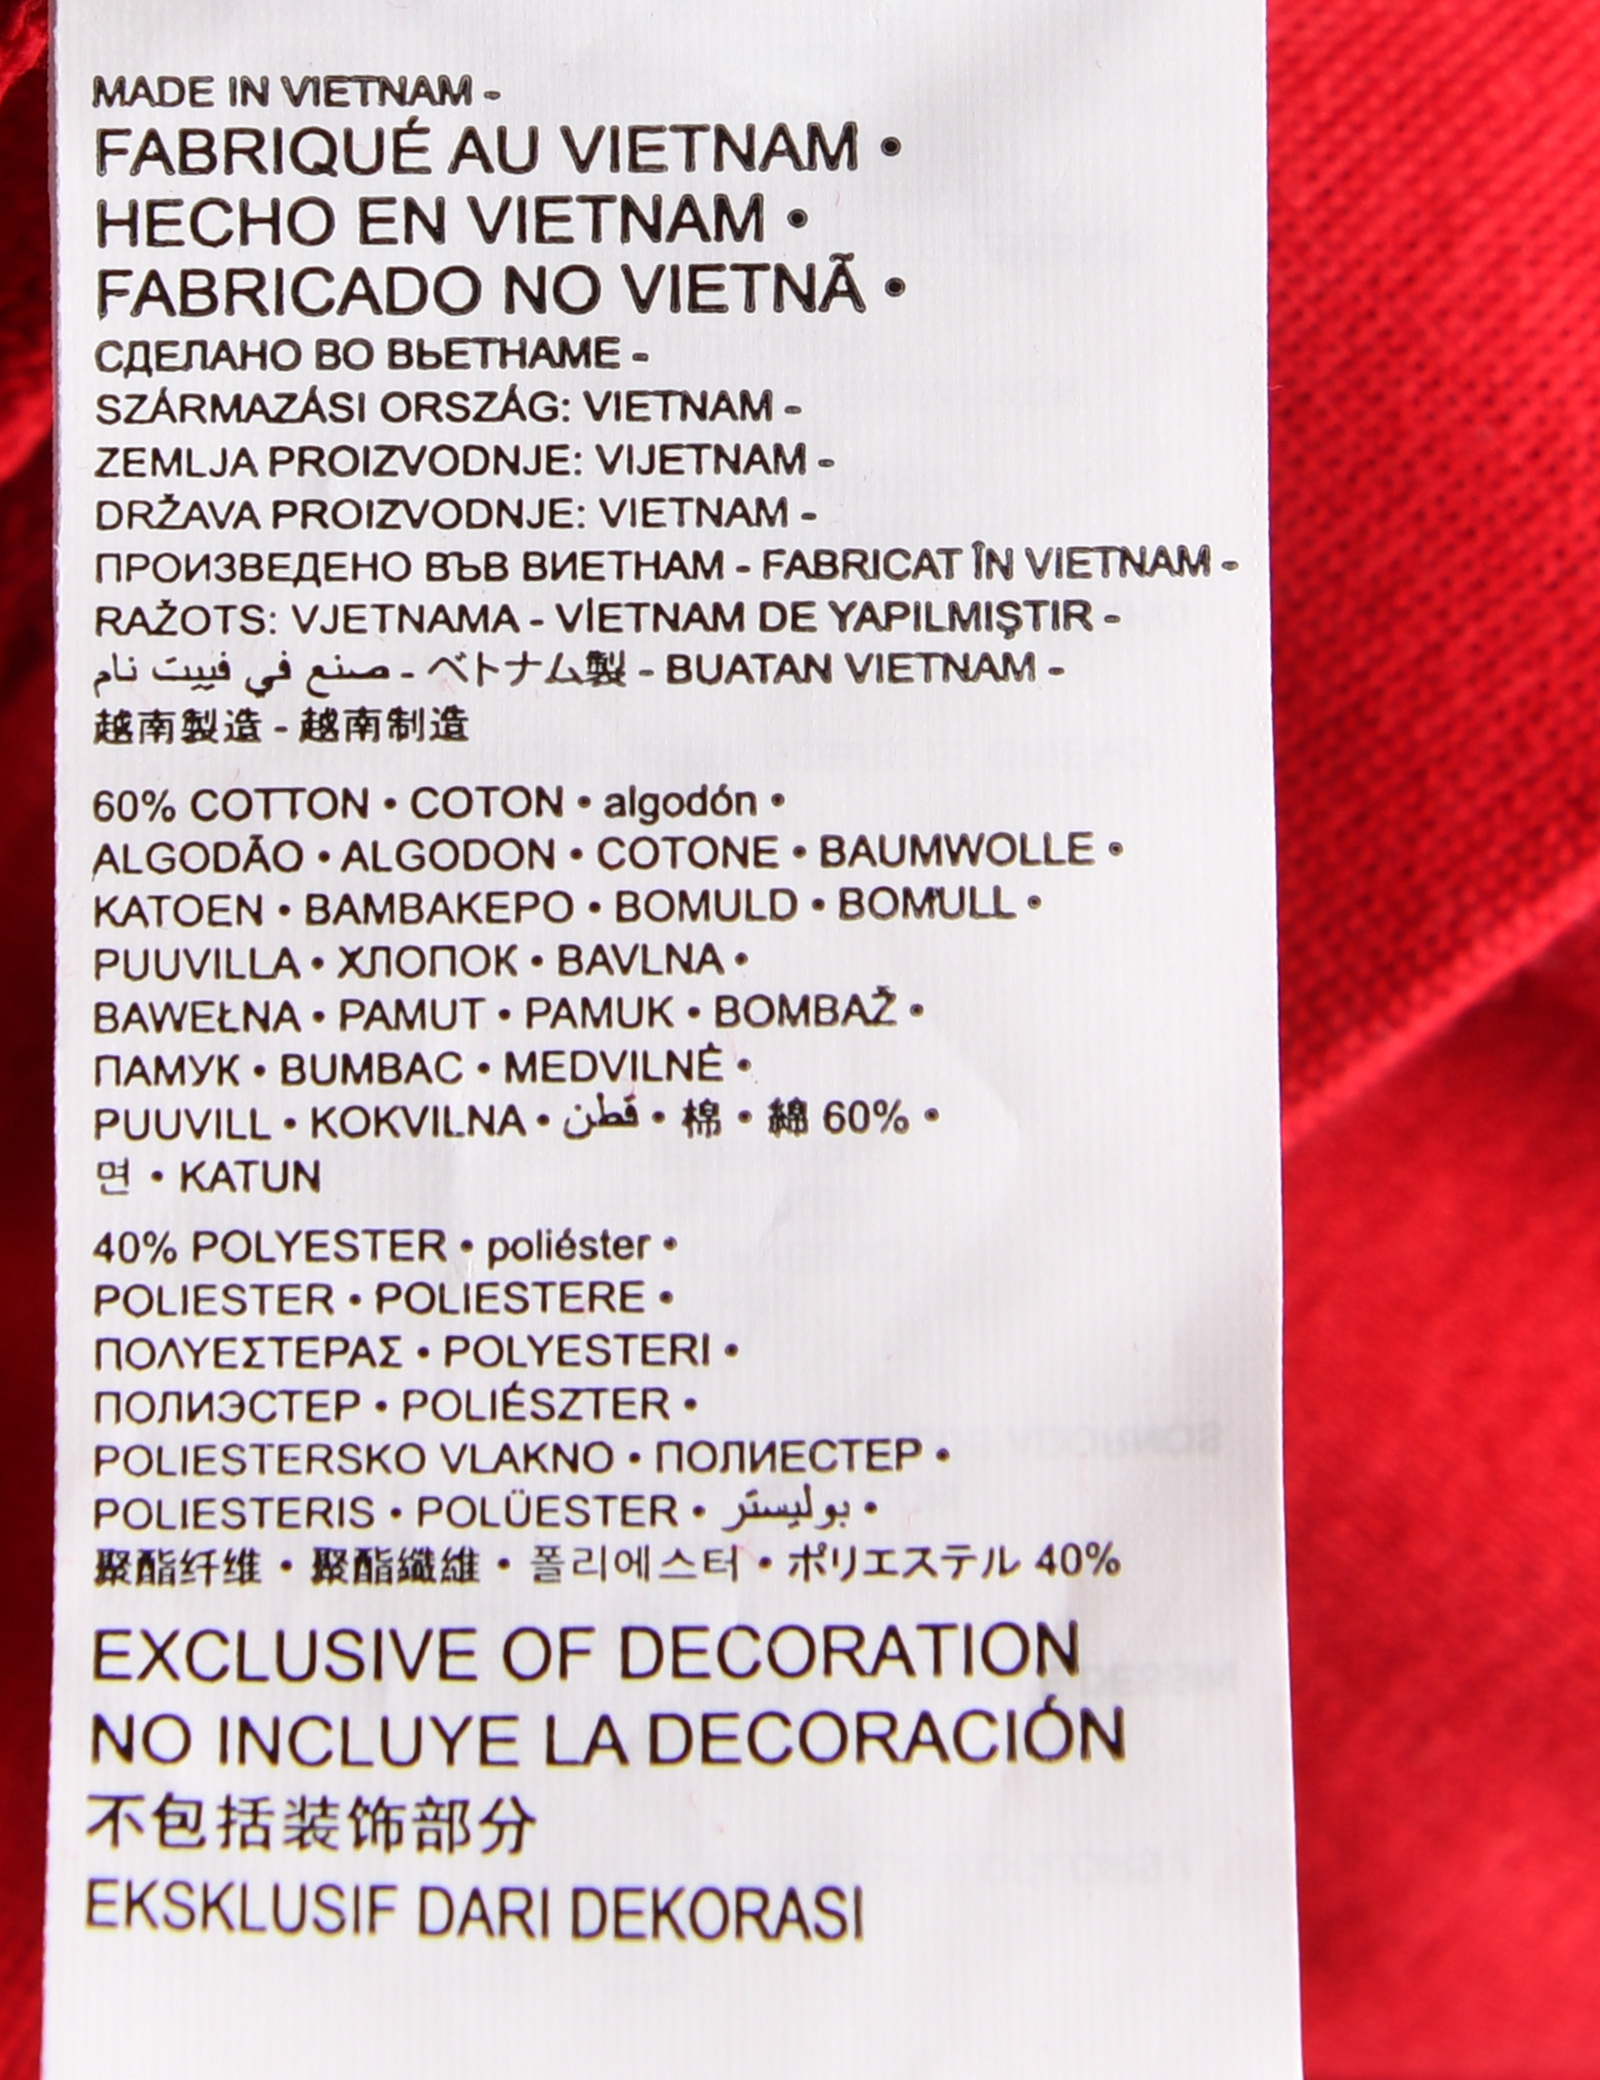 MADE IN VIETNAM -
FABRIQUÉ AU VIETNAM •
HECHO EN VIETNAM •
FABRICADO NO VIETNÃ •
СДЕЛАНО ВО ВЬЕТНАМЕ -
SZÁRMAZÁSI ORSZÁG: VIETNAM -
ZEMLJA PROIZVODNJE: VIJETNAM -
DRŽAVA PROIZVODNJE: VIETNAM -
ПРОИЗВЕДЕНО ВЪВ ВИЕТНАМ - FABRICAT ÎN VIETNAM -
RAŽOTS: VJETNAMA - VİETNAM DE YAPILMIŞTIR -
صنع في فييت نام - ベトナム製 - BUATAN VIETNAM -
越南製造 - 越南制造
60% COTTON • COTON • algodón •
ALGODÃO • ALGODON • COTONE • BAUMWOLLE •
KATOEN • ΒΑΜΒΑΚΕΡΟ • BOMULD • BOMULL •
PUUVILLA • ХЛОПОК • BAVLNA •
BAWEŁNA • PAMUT • PAMUK • BOMBAŽ •
ПАМУК • BUMBAC • MEDVILNĖ •
PUUVILL • KOKVILNA • قطن • 棉 • 綿 60% •
면 • KATUN
40% POLYESTER • poliéster •
POLIESTER • POLIESTERE •
ΠΟΛΥΕΣΤΕΡΑΣ • POLYESTERI •
ПОЛИЭСТЕР • POLIÉSZTER •
POLIESTERSKO VLAKNO • ПОЛИЕСТЕР •
POLIESTERIS • POLÜESTER • بوليستر •
聚酯纤维 • 聚酯纖維 • 폴리에스터 • ポリエステル 40%
EXCLUSIVE OF DECORATION
NO INCLUYE LA DECORACIÓN
不包括装饰部分
EKSKLUSIF DARI DEKORASI